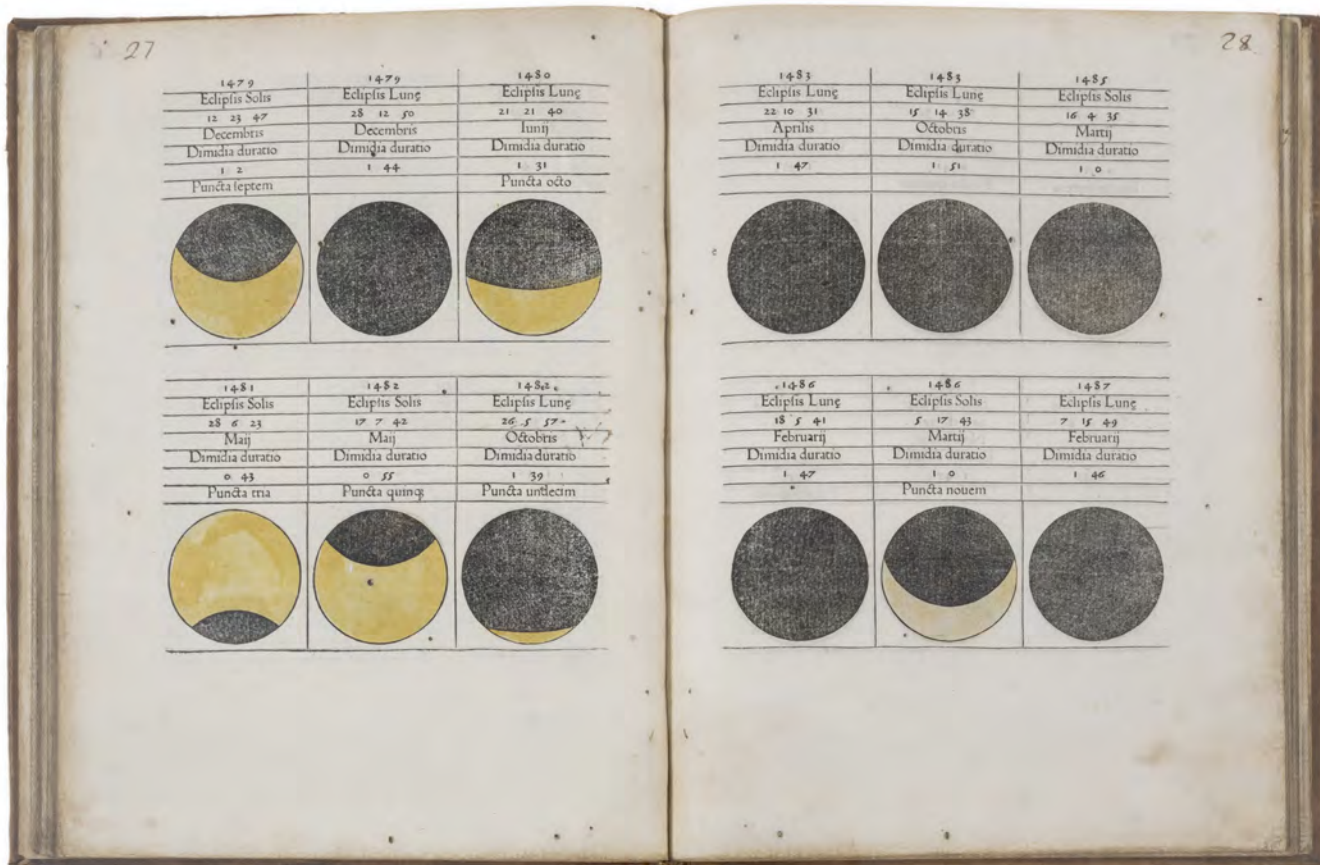 27
1479
Eclipſis Solis
12 23 47
Decembris
Dimidia duratio
1 2
Puncta ſeptem
1479
Eclipſis Lunę
28 12 50
Decembris
Dimidia duratio
1 44
1480
Eclipſis Lunę
21 21 40
Iunij
Dimidia duratio
1 31
Puncta octo
1481
Eclipſis Solis
28 6 23
Maij
Dimidia duratio
0 43
Puncta tria
1482
Eclipſis Solis
17 7 42
Maij
Dimidia duratio
0 55
Puncta quinq;
1482
Eclipſis Lunę
26 5 57
Octobris
Dimidia duratio
1 39
Puncta undecim
28
1483
Eclipſis Lunę
22 10 31
Aprilis
Dimidia duratio
1 47
1483
Eclipſis Lunę
15 14 38
Octobris
Dimidia duratio
1 51
1485
Eclipſis Solis
16 4 35
Martij
Dimidia duratio
1 0
1486
Eclipſis Lunę
18 5 41
Februarij
Dimidia duratio
1 47
1486
Eclipſis Solis
5 17 43
Martij
Dimidia duratio
1 0
Puncta nouem
1487
Eclipſis Lunę
7 15 49
Februarij
Dimidia duratio
1 46